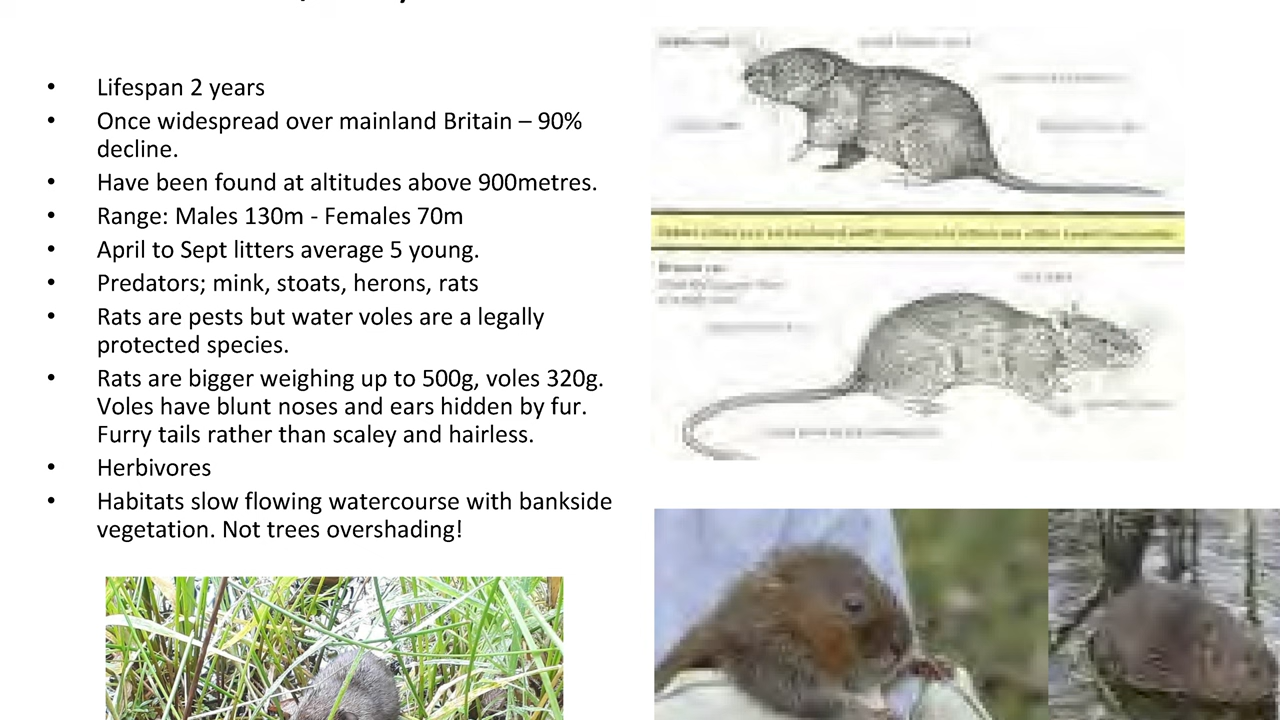 • Lifespan 2 years
• Once widespread over mainland Britain – 90%
decline.
• Have been found at altitudes above 900metres.
• Range: Males 130m - Females 70m
• April to Sept litters average 5 young.
• Predators; mink, stoats, herons, rats
• Rats are pests but water voles are a legally
protected species.
• Rats are bigger weighing up to 500g, voles 320g.
Voles have blunt noses and ears hidden by fur.
Furry tails rather than scaley and hairless.
• Herbivores
• Habitats slow flowing watercourse with bankside
vegetation. Not trees overshading!